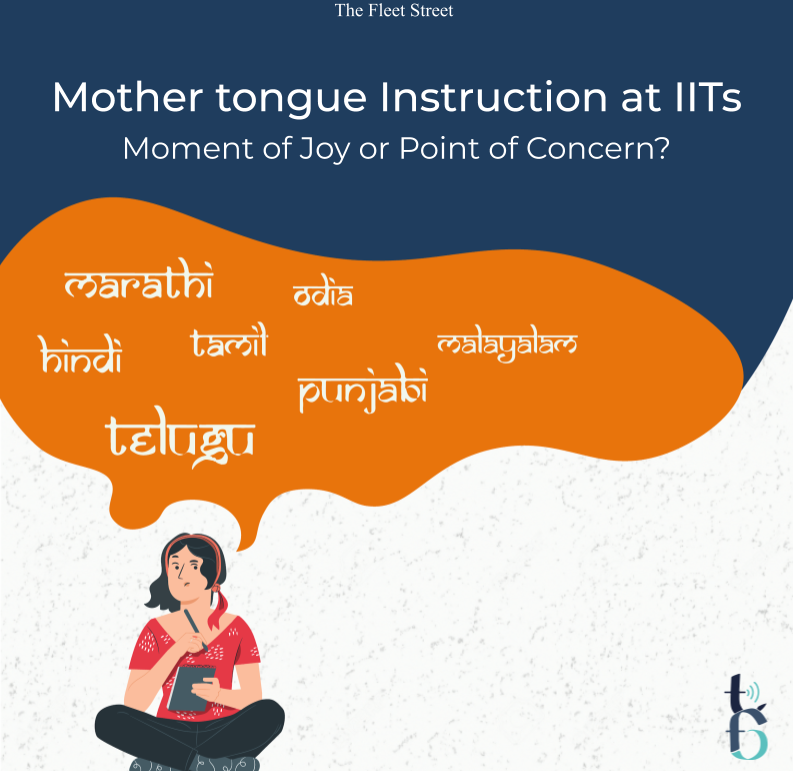 The Fleet Street
Mother tongue Instruction at IITs
Moment of Joy or Point of Concern?
marathi
odia
hindi
tamil
malayalam
punjabi
telugu